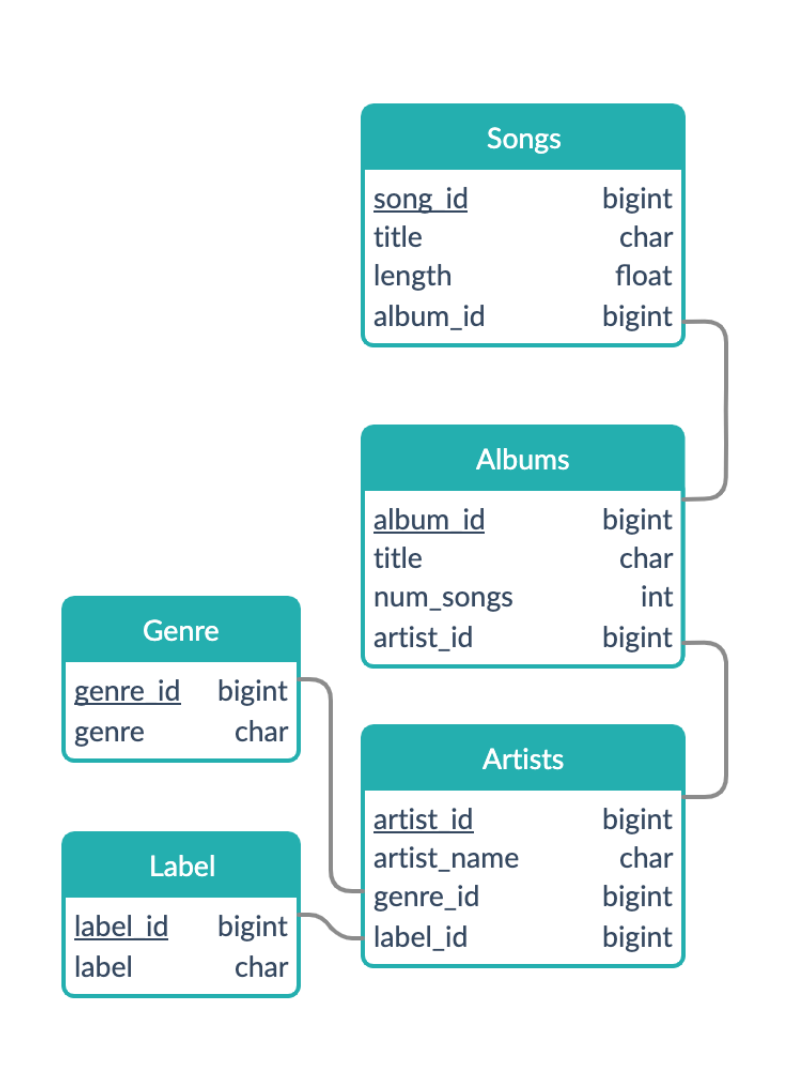 Songs
song_id bigint
title char
length float
album_id bigint
Albums
album_id bigint
title char
num_songs int
artist_id bigint
Genre
genre_id bigint
genre char
Label
label_id bigint
label char
Artists
artist_id bigint
artist_name char
genre_id bigint
label_id bigint